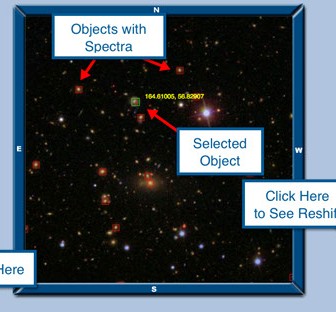 N
Objects with
Spectra
164.61005, 56.82907
E
W
Selected
Object
Click Here
to See Reshif
Here
S